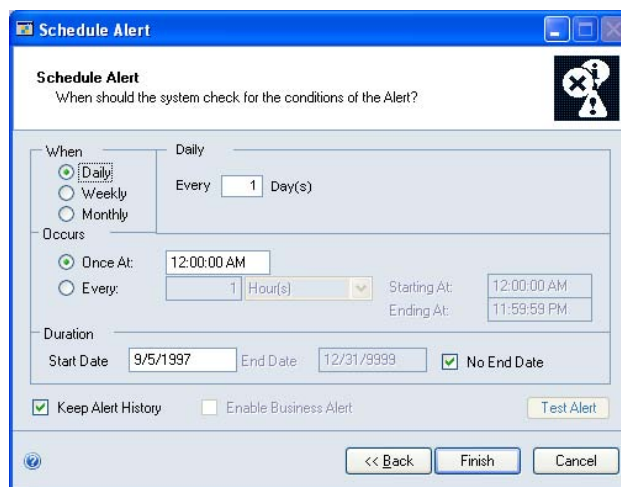 Schedule Alert
Schedule Alert
When should the system check for the conditions of the Alert?
When
Daily
Weekly
Monthly
Daily
Every 1 Day(s)
Occurs
Once At: 12:00:00 AM
Every: 1 Hour(s)
Starting At: 12:00:00 AM
Ending At: 11:59:59 PM
Duration
Start Date 9/5/1997 End Date 12/31/9999 No End Date
Keep Alert History Enable Business Alert Test Alert
<< Back Finish Cancel